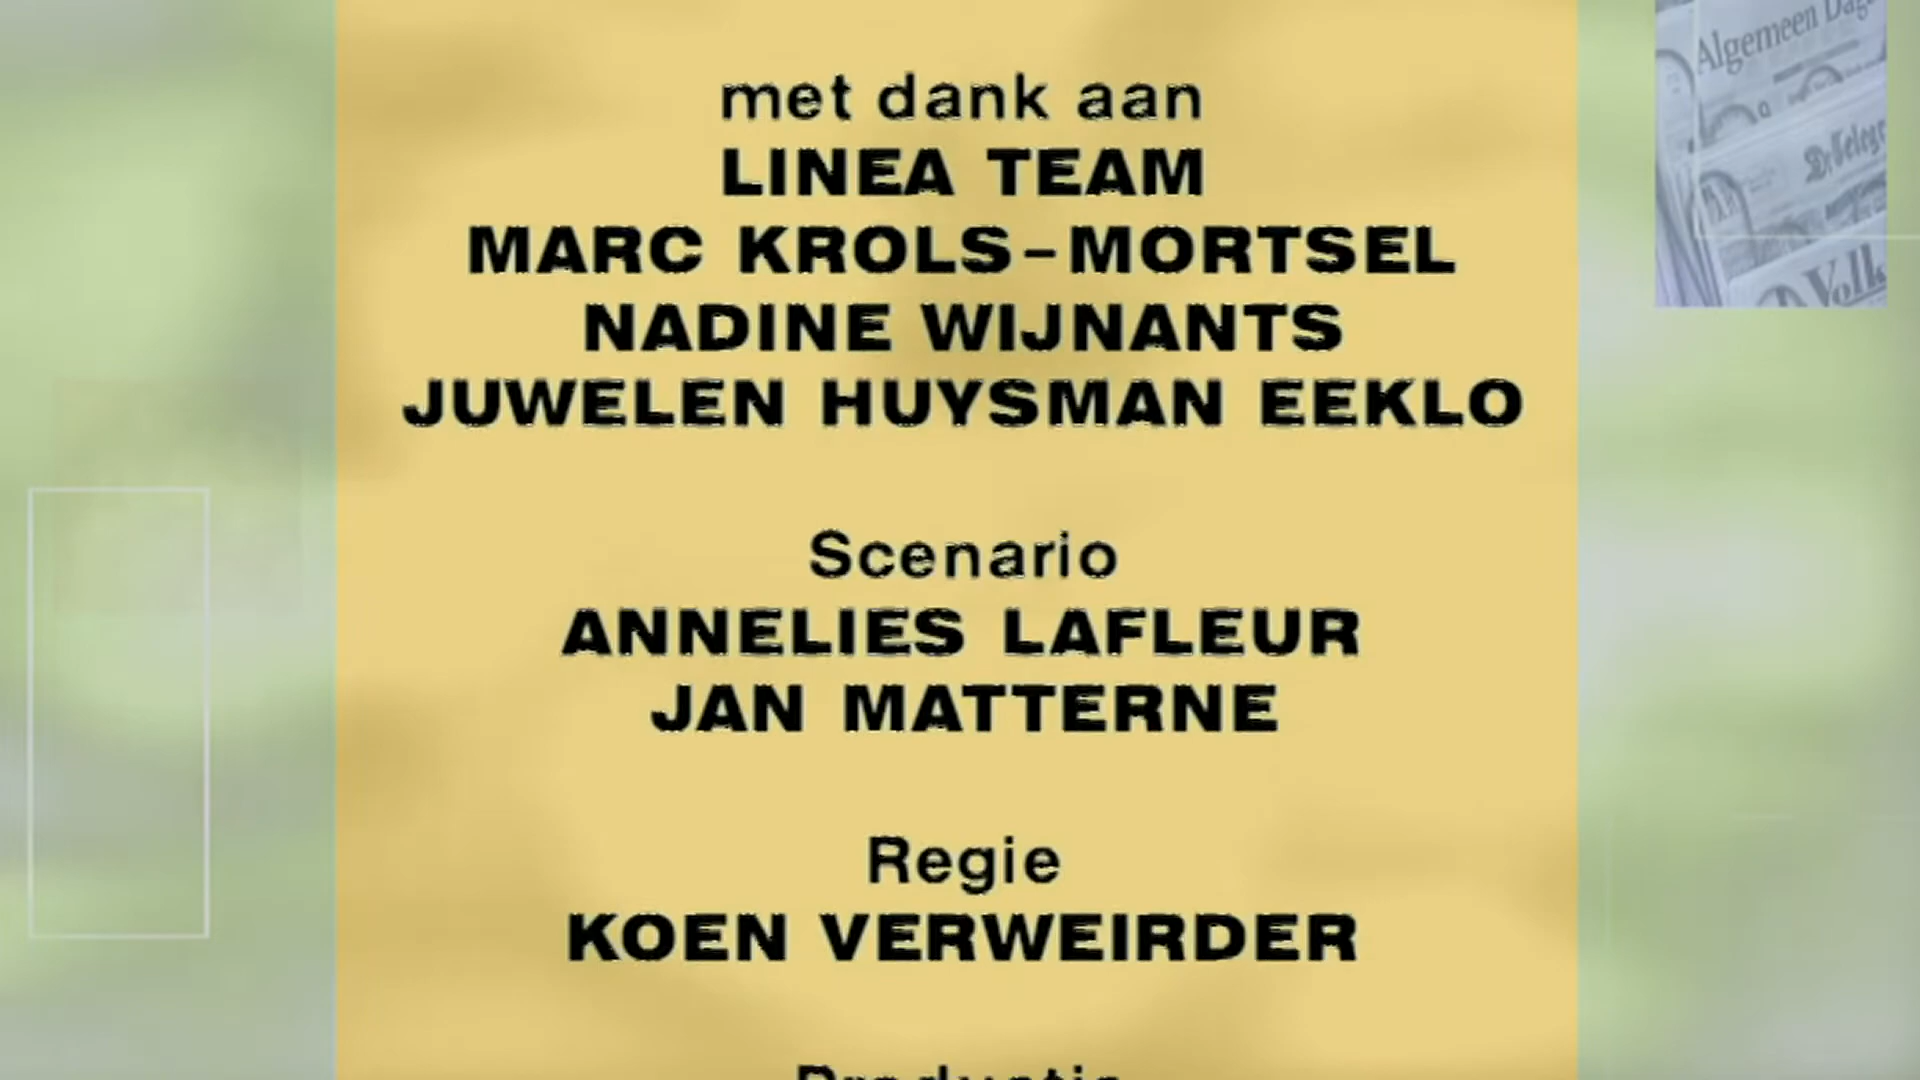 met dank aan
LINEA TEAM
MARC KROLS-MORTSEL
NADINE WIJNANTS
JUWELEN HUYSMAN EEKLO
Scenario
ANNELIES LAFLEUR
JAN MATTERNE
Regie
KOEN VERWEIRDER
Algemeen